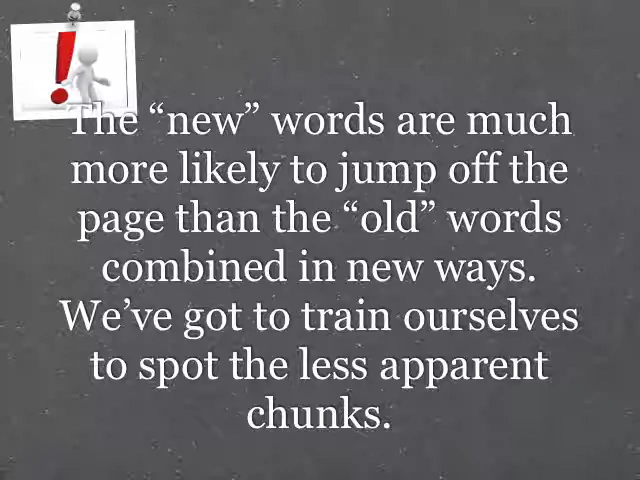 The “new” words are much
more likely to jump off the
page than the “old” words
combined in new ways.
We’ve got to train ourselves
to spot the less apparent
chunks.